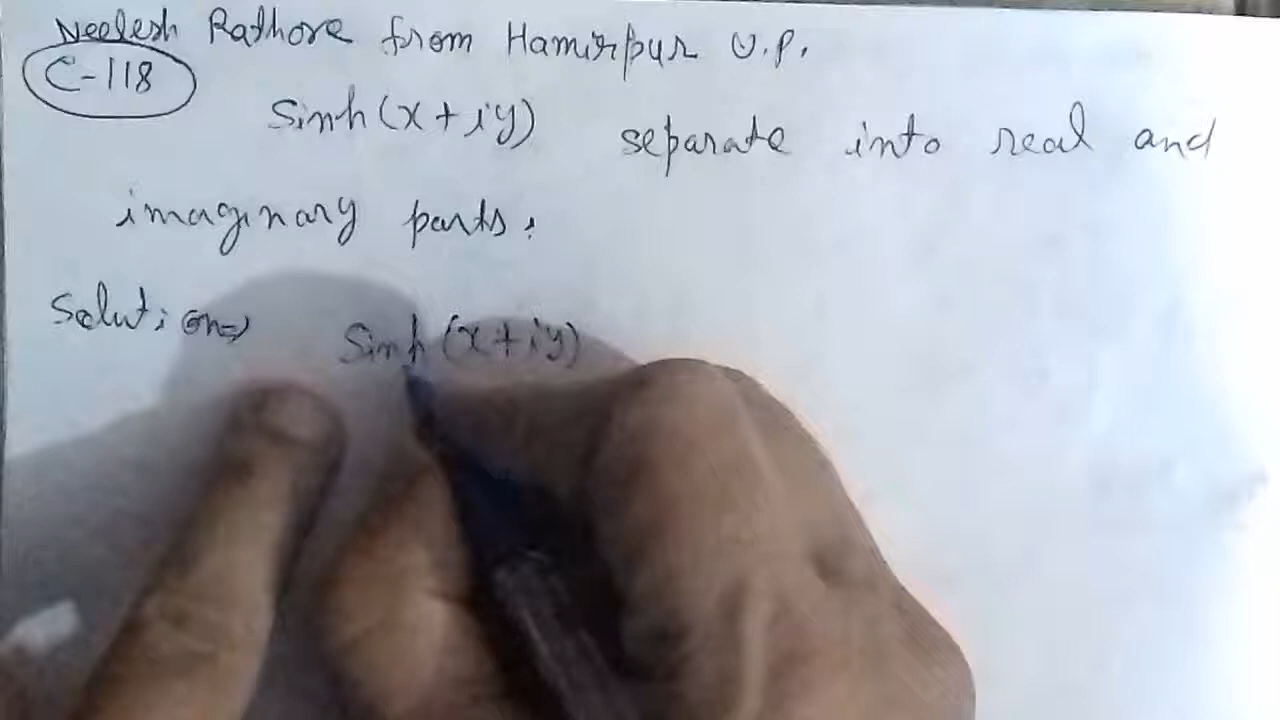 Neelesh Rathore from Hamirpur U.P.
C-118
Sinh(x+iy) separate into real and
imaginary parts.
Solution⇒ Sinh(x+iy)